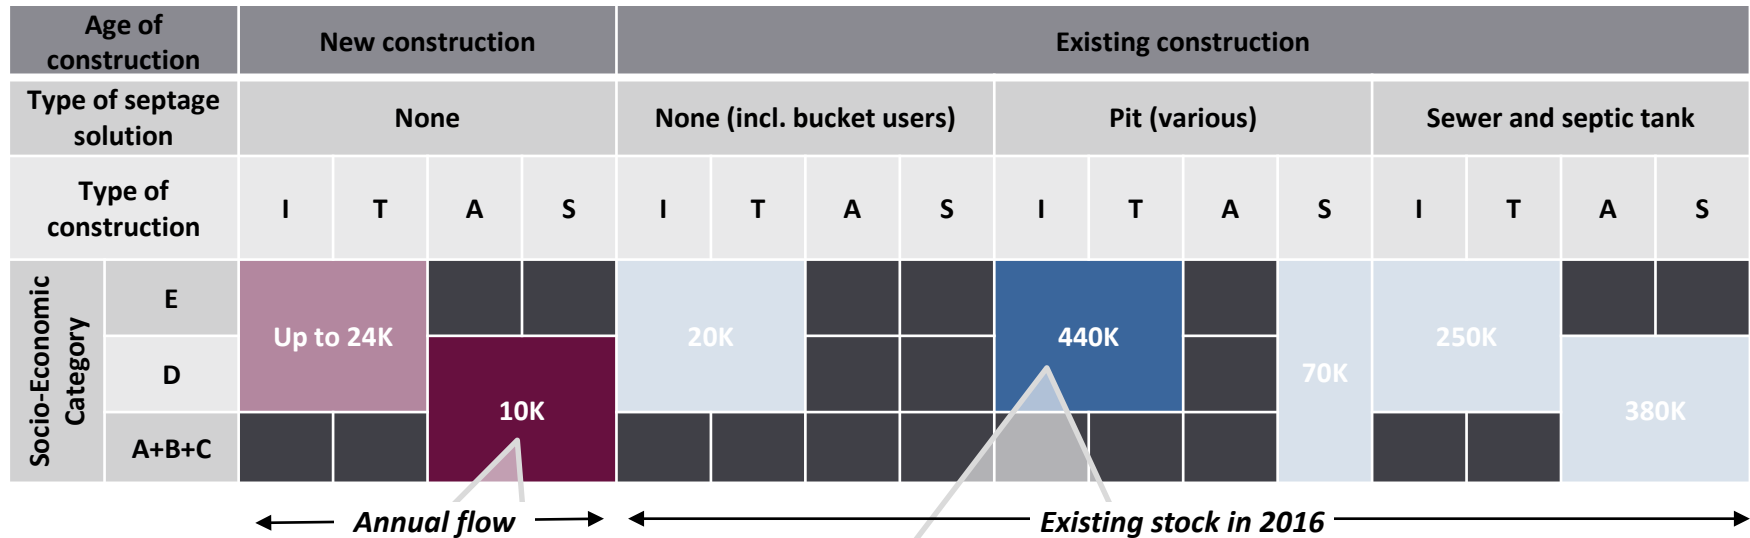 Age of
construction
New construction
Existing construction
Type of septage
solution
None
None (incl. bucket users)
Pit (various)
Sewer and septic tank
Type of
construction
I T A S I T A S I T A S I T A S
Socio-Economic
Category
E
D
A+B+C
Up to 24K
10K
20K
440K
70K
250K
380K
Annual flow
Existing stock in 2016